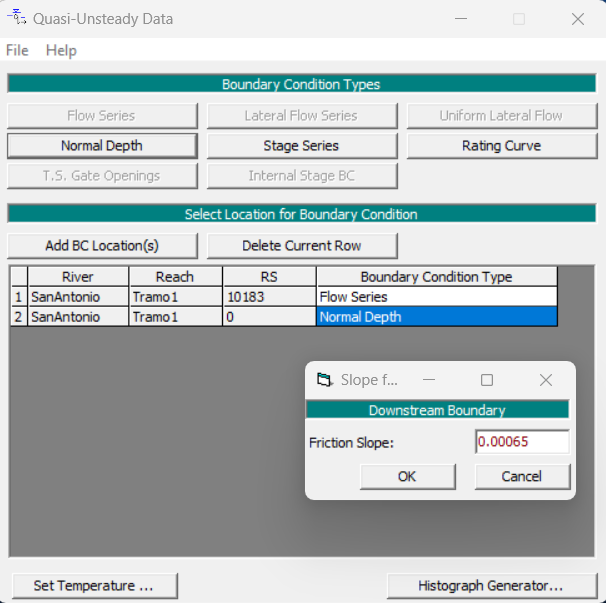 Quasi-Unsteady Data
File Help
Boundary Condition Types
Flow Series Lateral Flow Series Uniform Lateral Flow
Normal Depth Stage Series Rating Curve
T.S. Gate Openings Internal Stage BC
Select Location for Boundary Condition
Add BC Location(s) Delete Current Row
River Reach RS Boundary Condition Type
1 SanAntonio Tramo1 10183 Flow Series
2 SanAntonio Tramo1 0 Normal Depth
Slope f...
Downstream Boundary
Friction Slope: 0.00065
OK Cancel
Set Temperature ... Histograph Generator...